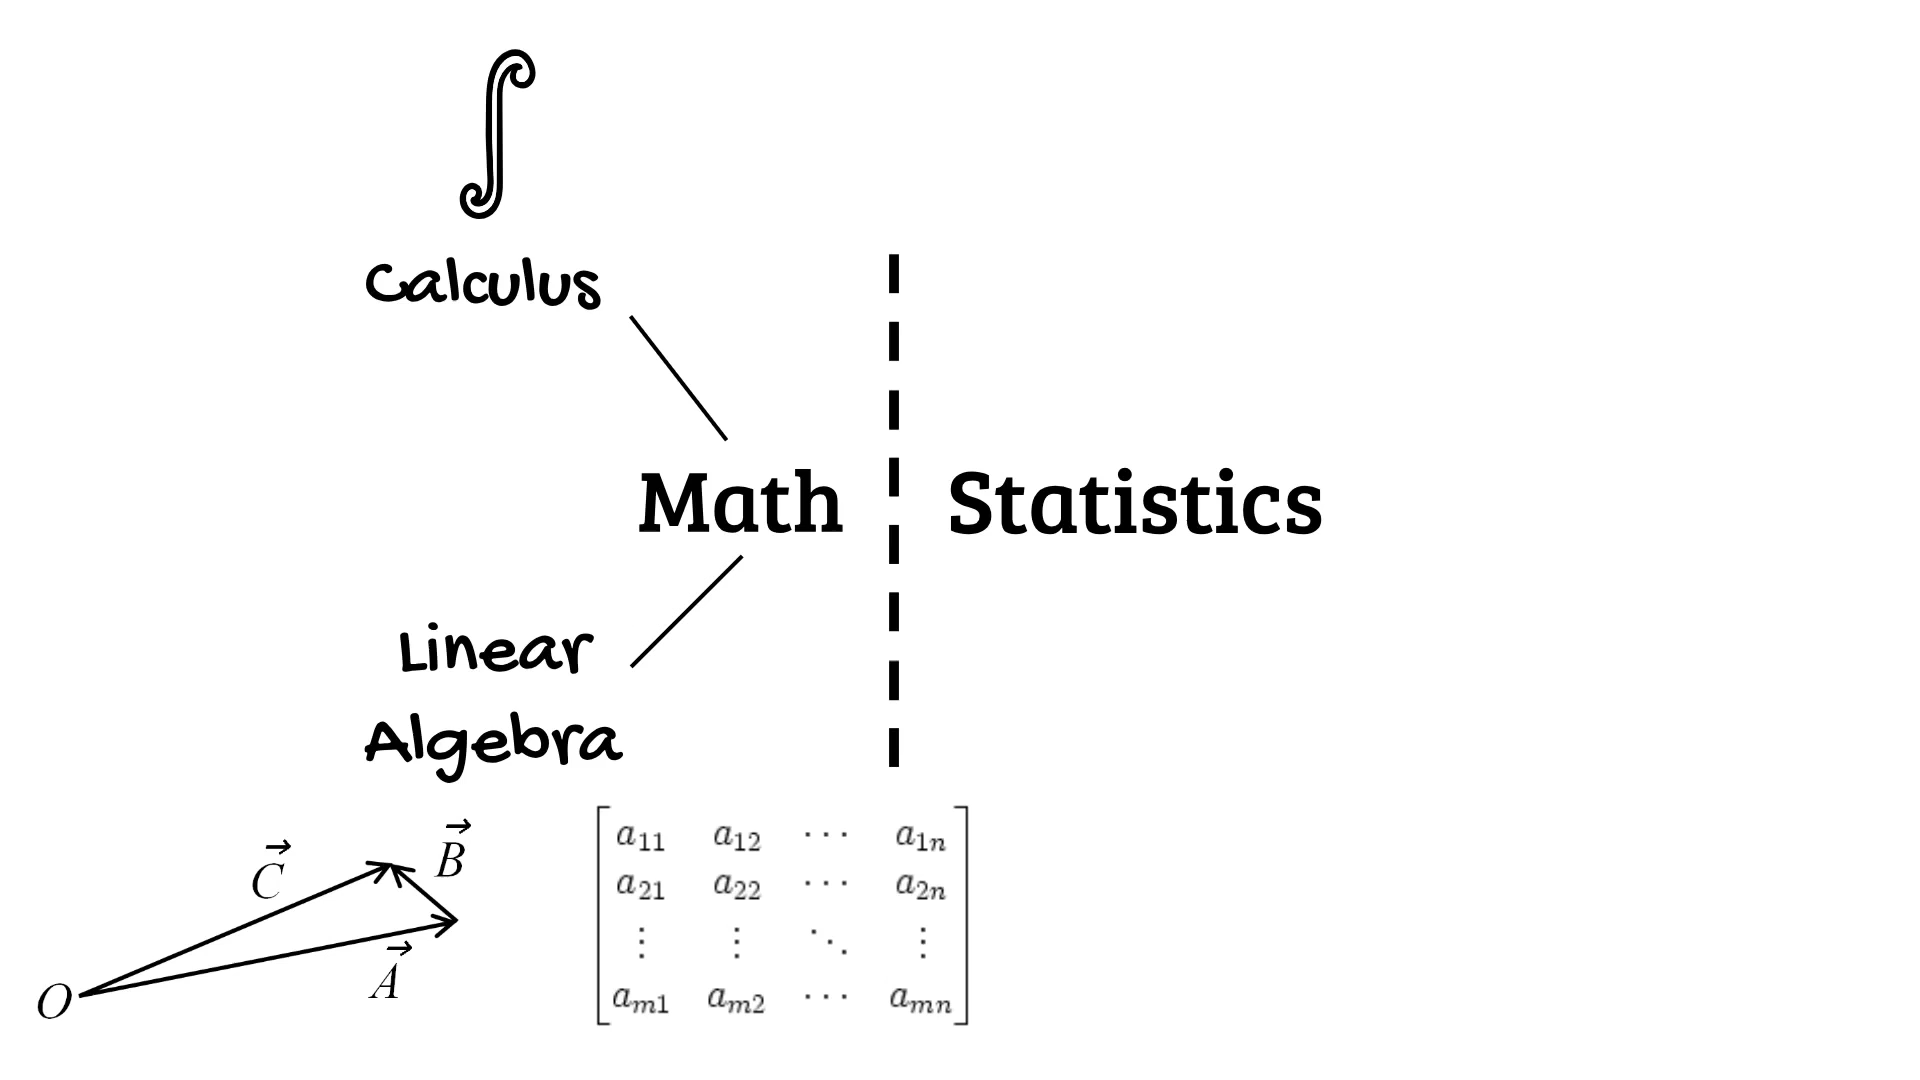 ∫
Calculus
Math
Statistics
Linear
Algebra
C⃗
B⃗
A⃗
O
a₁₁ a₁₂ ⋯ a₁ₙ
a₂₁ a₂₂ ⋯ a₂ₙ
⋮ ⋮ ⋱ ⋮
aₘ₁ aₘ₂ ⋯ aₘₙ